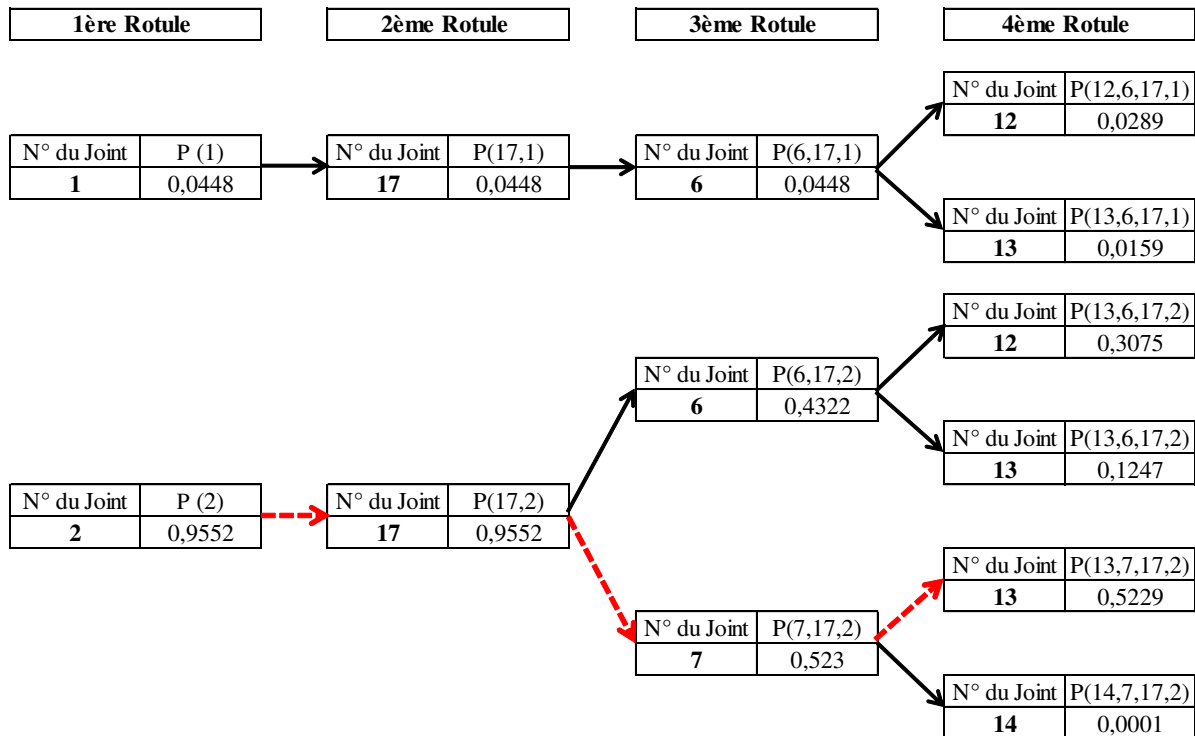 1ère Rotule
2ème Rotule
3ème Rotule
4ème Rotule
N° du Joint P (1)
1 0,0448
N° du Joint P(17,1)
17 0,0448
N° du Joint P(6,17,1)
6 0,0448
N° du Joint P(12,6,17,1)
12 0,0289
N° du Joint P(13,6,17,1)
13 0,0159
N° du Joint P (2)
2 0,9552
N° du Joint P(17,2)
17 0,9552
N° du Joint P(6,17,2)
6 0,4322
N° du Joint P(13,6,17,2)
12 0,3075
N° du Joint P(13,6,17,2)
13 0,1247
N° du Joint P(7,17,2)
7 0,523
N° du Joint P(13,7,17,2)
13 0,5229
N° du Joint P(14,7,17,2)
14 0,0001